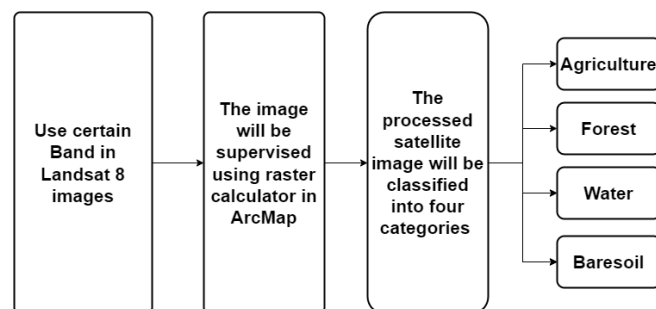 Use certain
Band in
Landsat 8
images
The image
will be
supervised
using raster
calculator in
ArcMap
The
processed
satellite
image will be
classified
into four
categories
Agriculture
Forest
Water
Baresoil